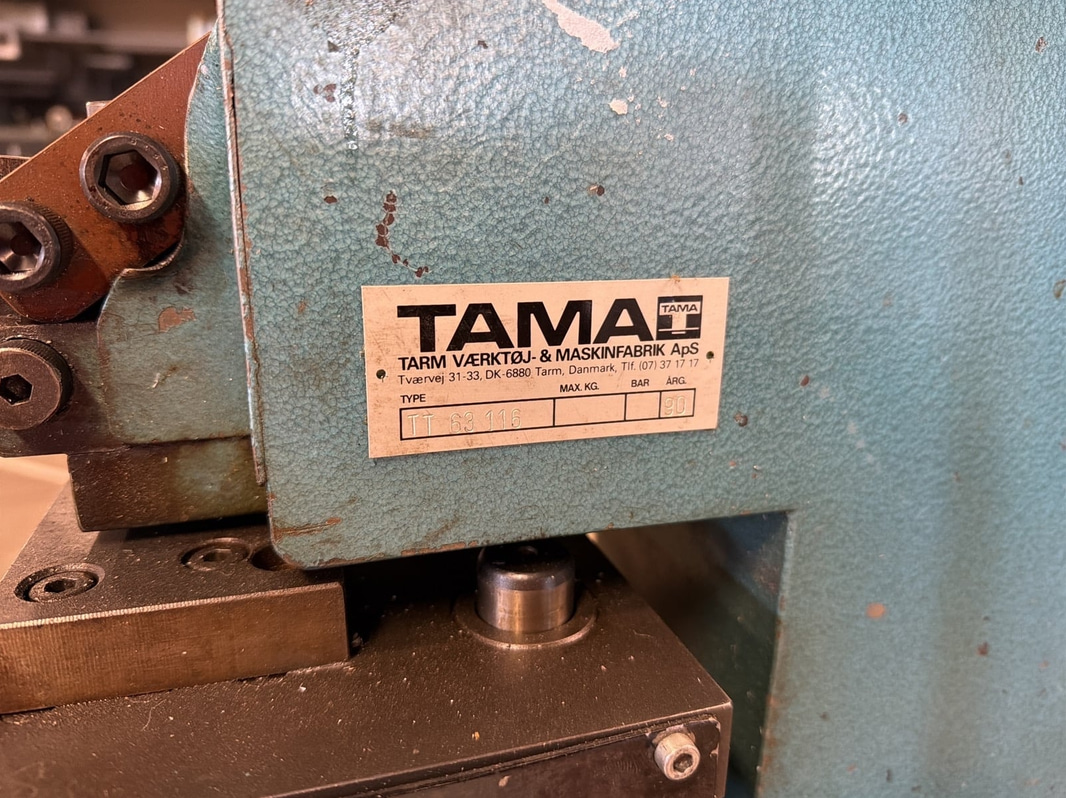 TAMA TAMA
TARM VÆRKTØJ- & MASKINFABRIK ApS
Tværvej 31-33, DK-6880 Tarm, Danmark, Tlf. (07) 37 17 17
TYPE MAX. KG. BAR ÅRG.
TT 63 116 90